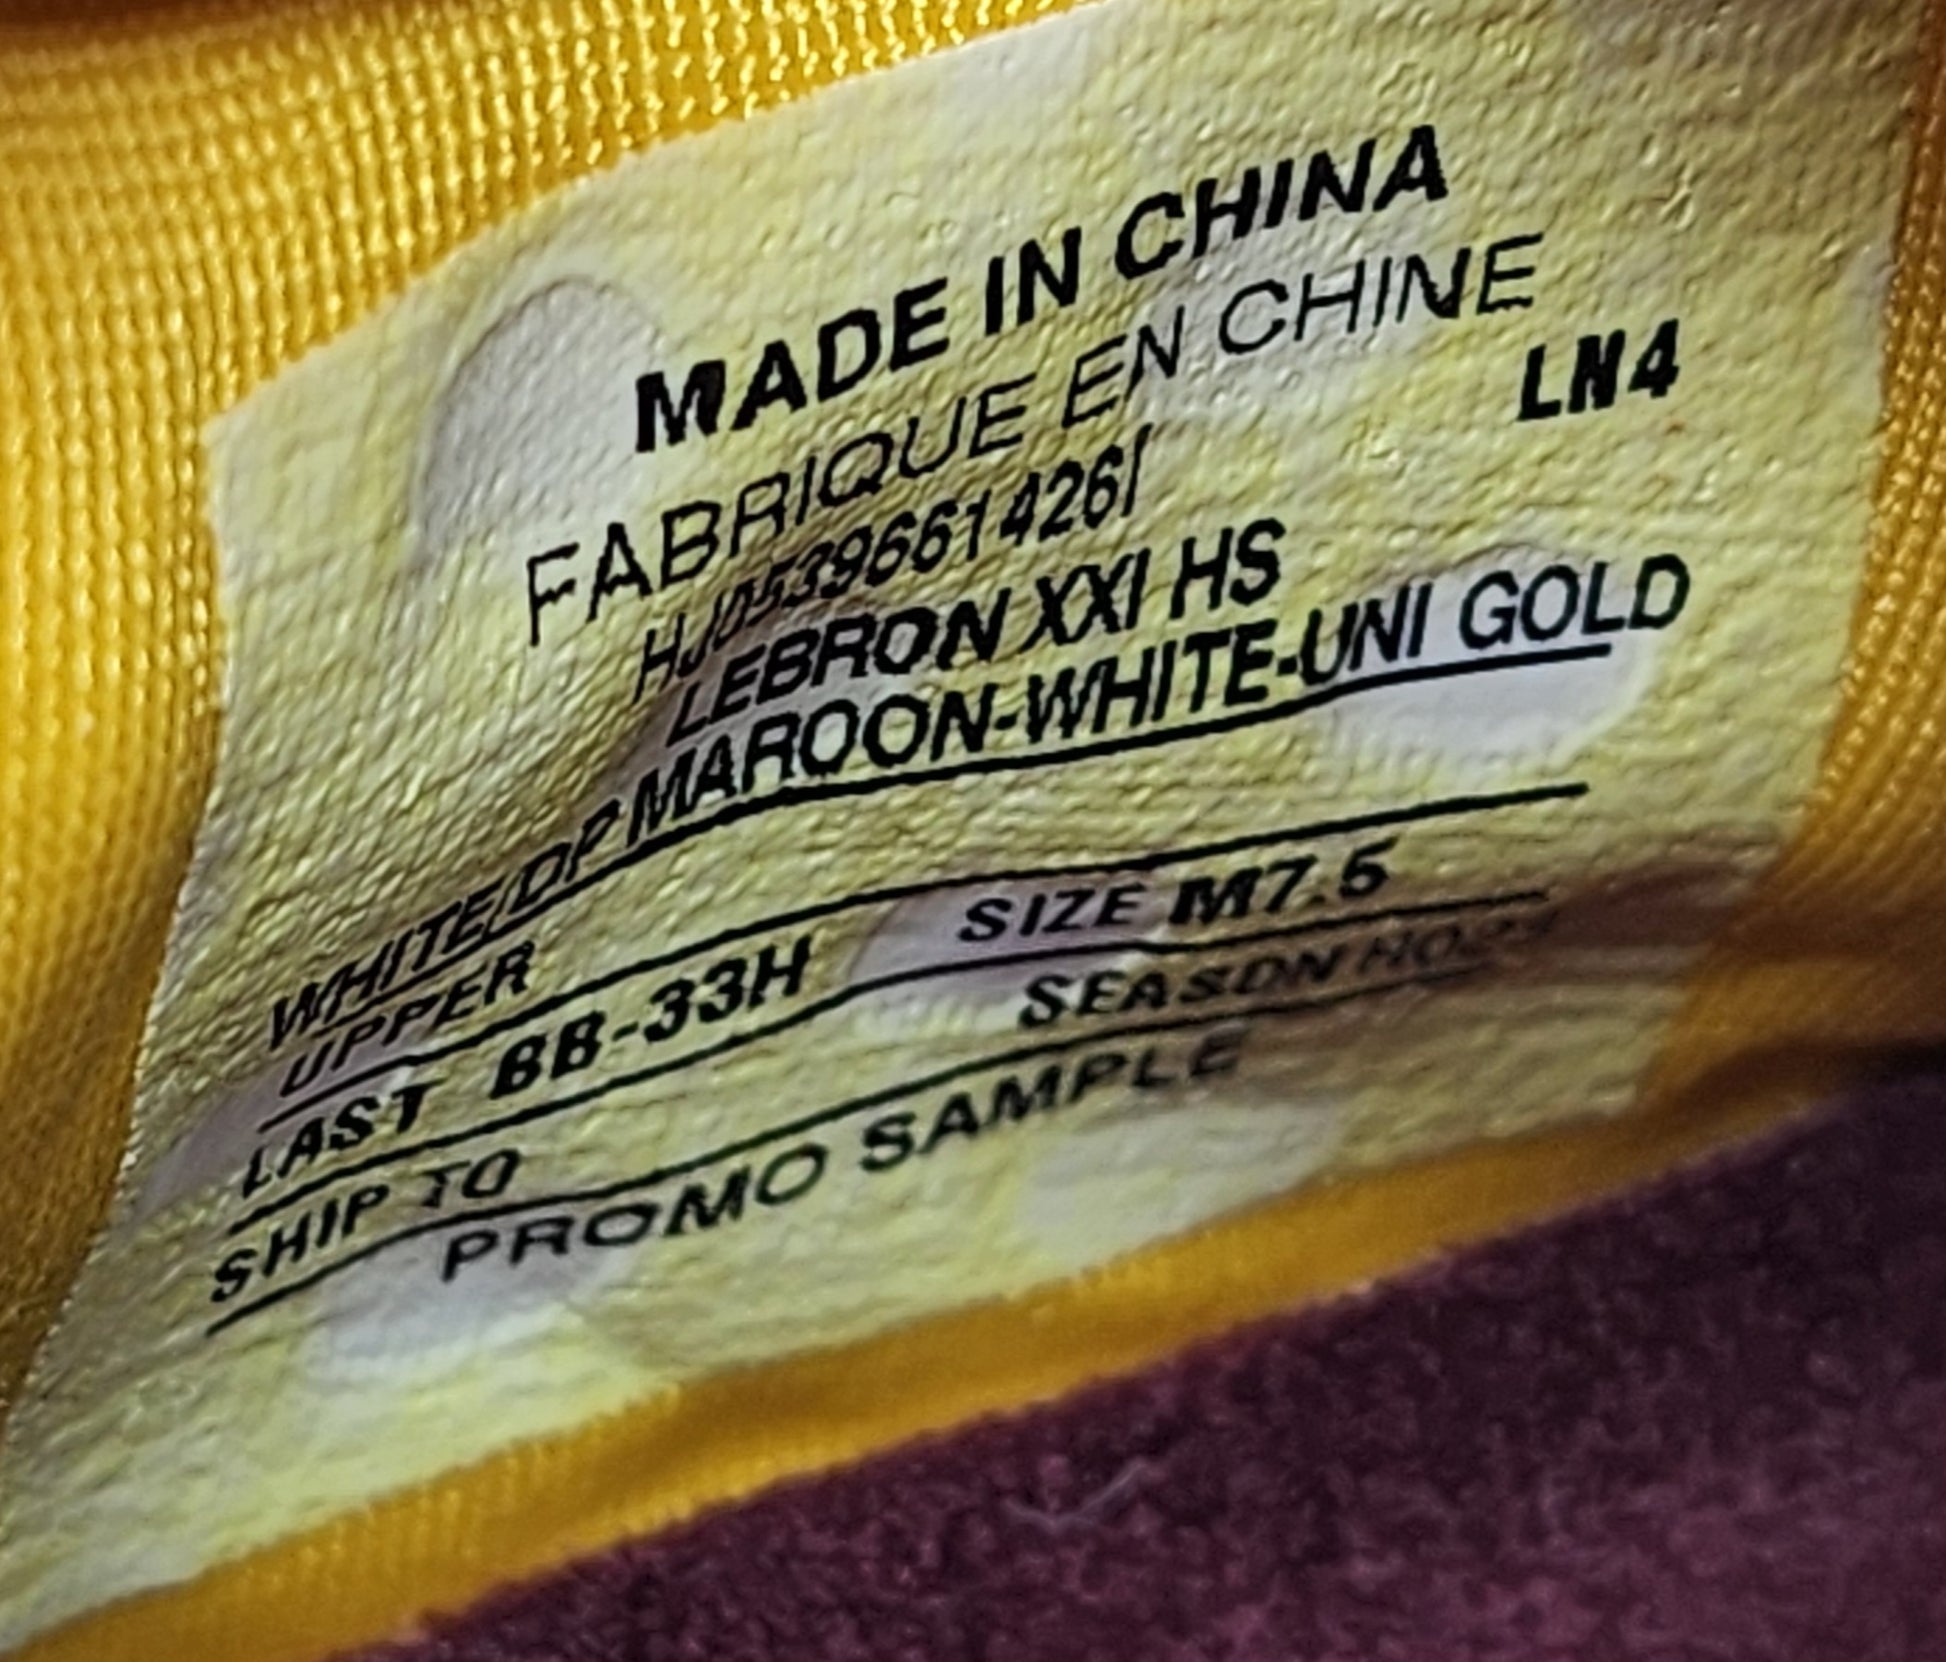 MADE IN CHINA
FABRIQUE EN CHINE
LN4
HJ0539661426I
LEBRON XXI HS
WHITE/DP MAROON-WHITE-UNI GOLD
UPPER
LAST BB-33H SIZE M7.5
SHIP TO SEASON
PROMO SAMPLE